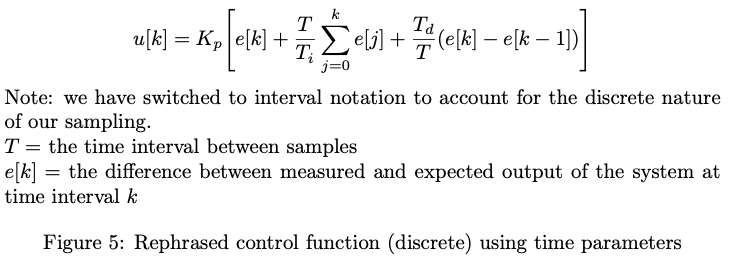 u[k] = K_p [ e[k] + \frac{T}{T_i} \sum_{j=0}^{k} e[j] + \frac{T_d}{T} (e[k] − e[k − 1]) ]
Note: we have switched to interval notation to account for the discrete nature
of our sampling.
T = the time interval between samples
e[k] = the difference between measured and expected output of the system at
time interval k
Figure 5: Rephrased control function (discrete) using time parameters